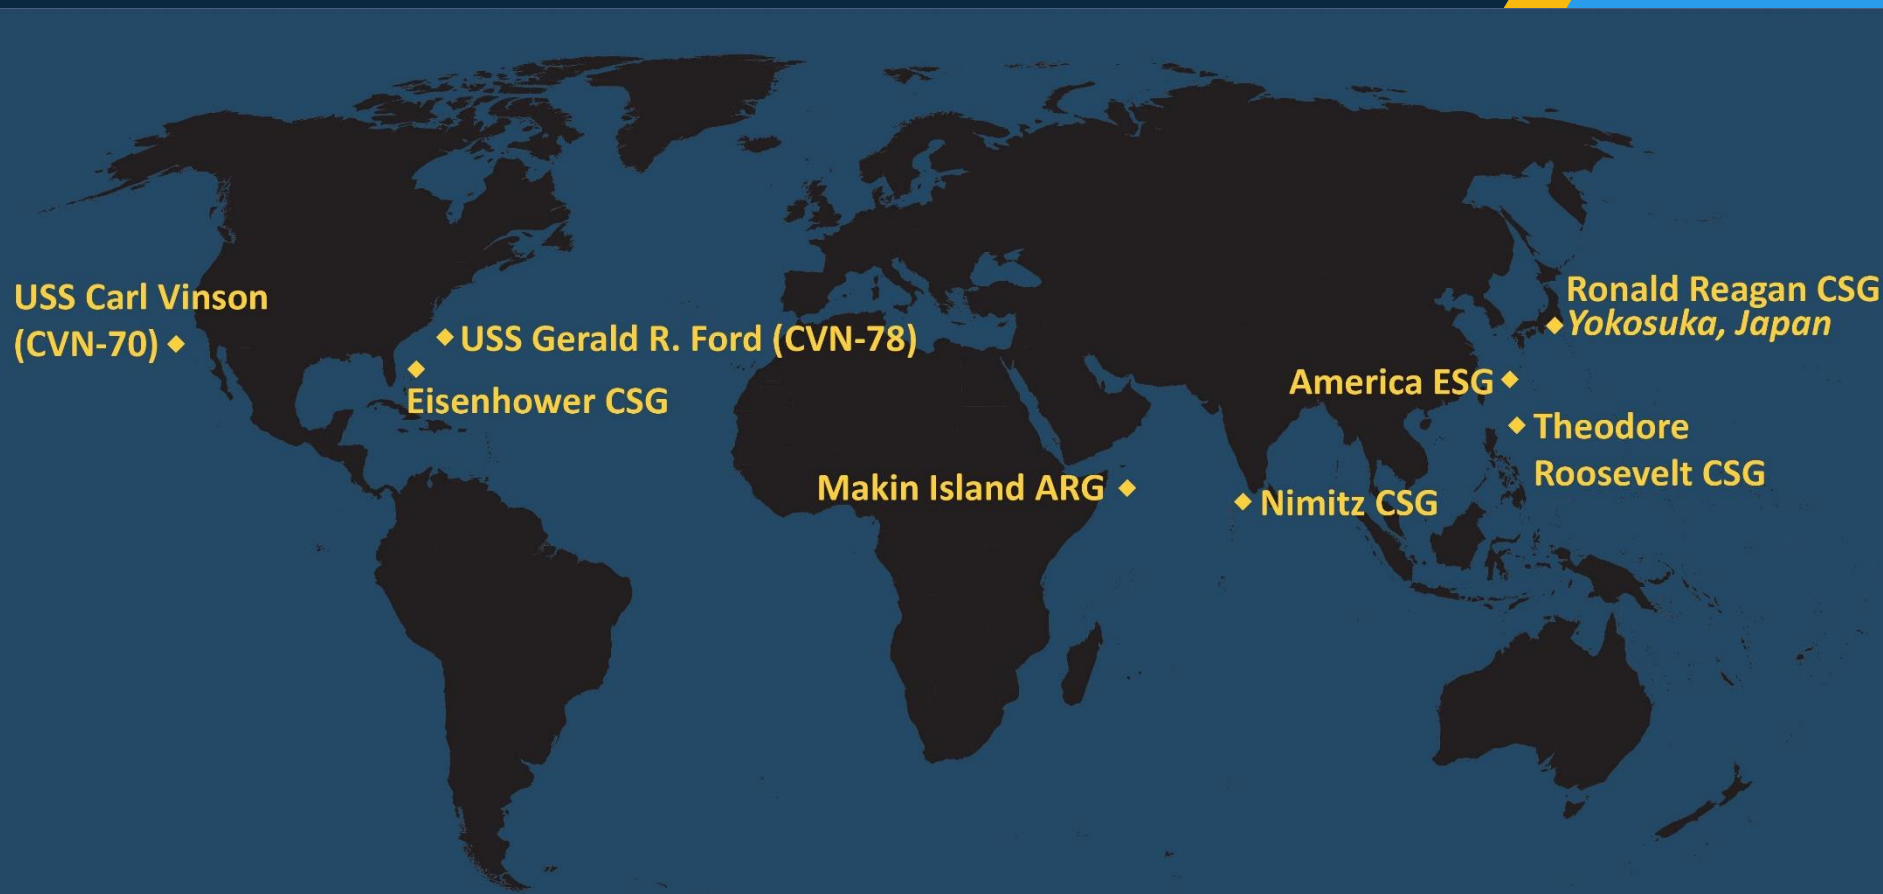 USS Carl Vinson
(CVN-70)
USS Gerald R. Ford (CVN-78)
Eisenhower CSG
Makin Island ARG
Nimitz CSG
Ronald Reagan CSG
Yokosuka, Japan
America ESG
Theodore
Roosevelt CSG